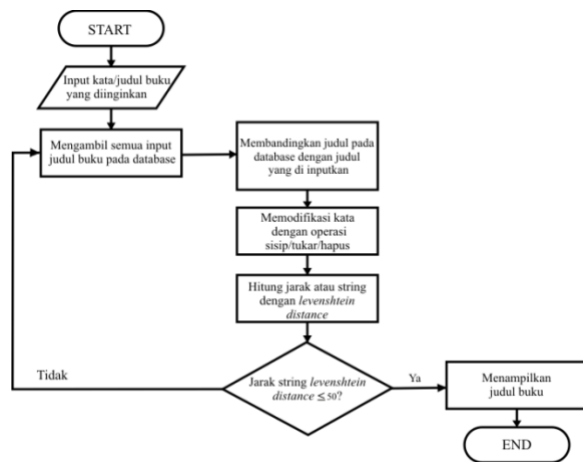 START
Input kata/judul buku
yang diinginkan
Mengambil semua input
judul buku pada database
Membandingkan judul pada
database dengan judul
yang di inputkan
Memodifikasi kata
dengan operasi
sisip/tukar/hapus
Hitung jarak atau string
dengan levenshtein
distance
Jarak string levenshtein
distance ≤50?
Tidak
Ya
Menampilkan
judul buku
END